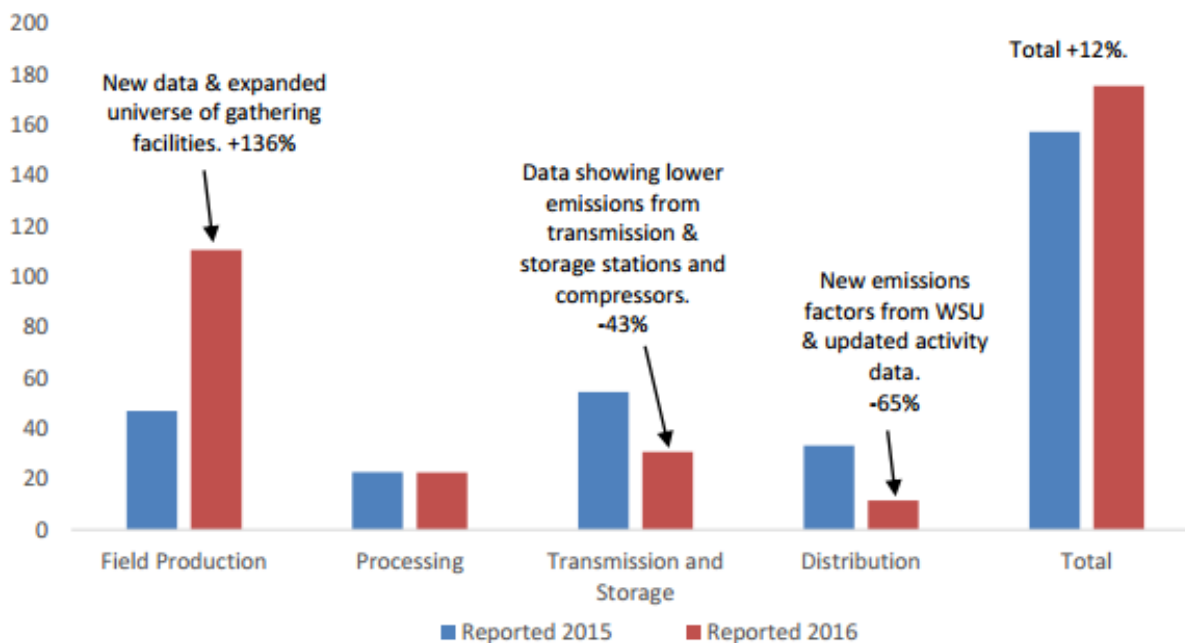 200
180
160
140
120
100
80
60
40
20
0
New data & expanded
universe of gathering
facilities. +136%
Data showing lower
emissions from
transmission &
storage stations and
compressors.
-43%
New emissions
factors from WSU
& updated activity
data.
-65%
Total +12%.
Field Production
Processing
Transmission and
Storage
Distribution
Total
Reported 2015
Reported 2016